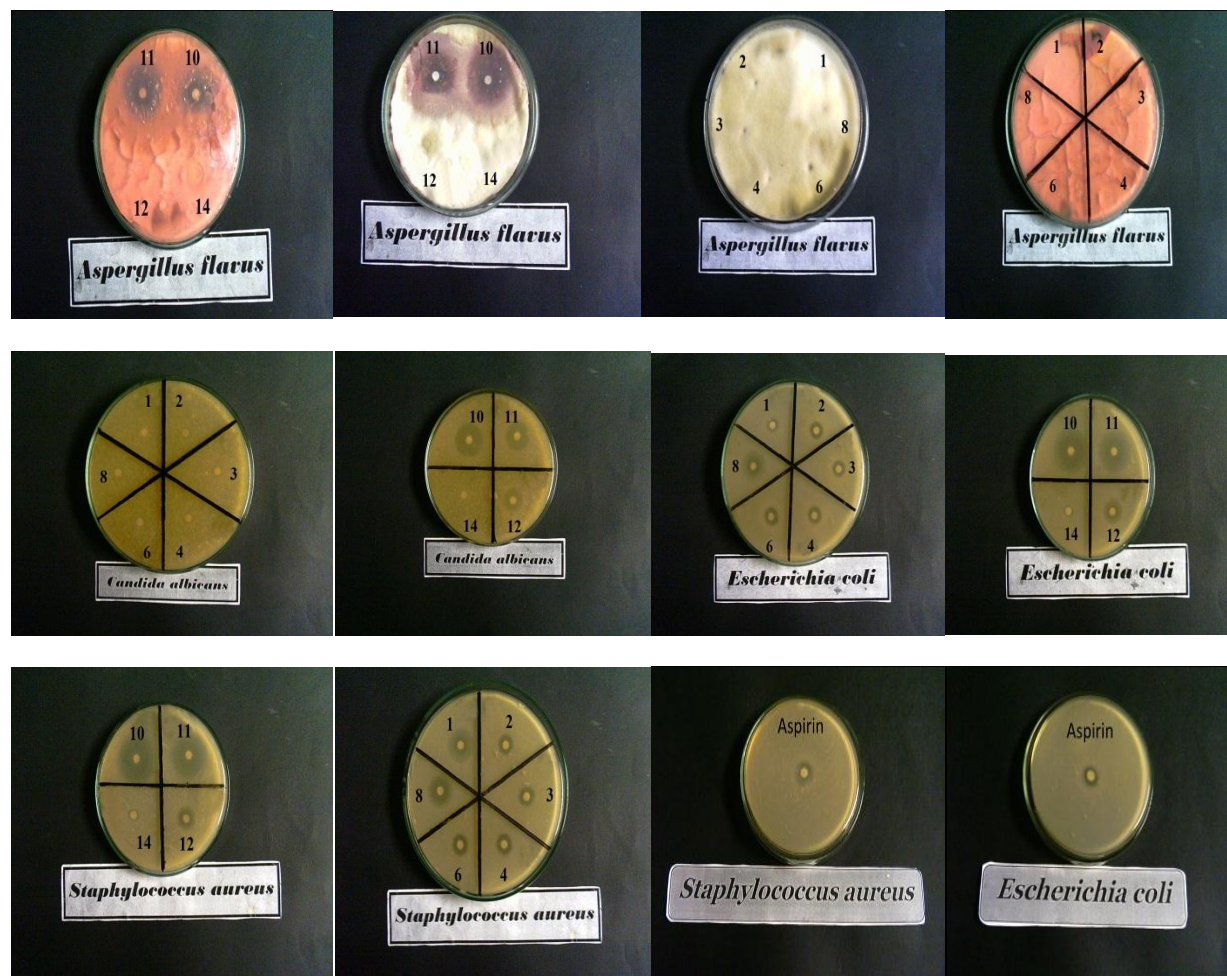 11 10
12 14
Aspergillus flavus
11 10
12 14
Aspergillus flavus
2 1
3 8
4 6
Aspergillus flavus
1 2
8 3
6 4
Aspergillus flavus
1 2
8 3
6 4
Candida albicans
10 11
14 12
Candida albicans
1 2
8 3
6 4
Escherichia coli
10 11
14 12
Escherichia coli
10 11
14 12
Staphylococcus aureus
1 2
8 3
6 4
Staphylococcus aureus
Aspirin
Staphylococcus aureus
Aspirin
Escherichia coli